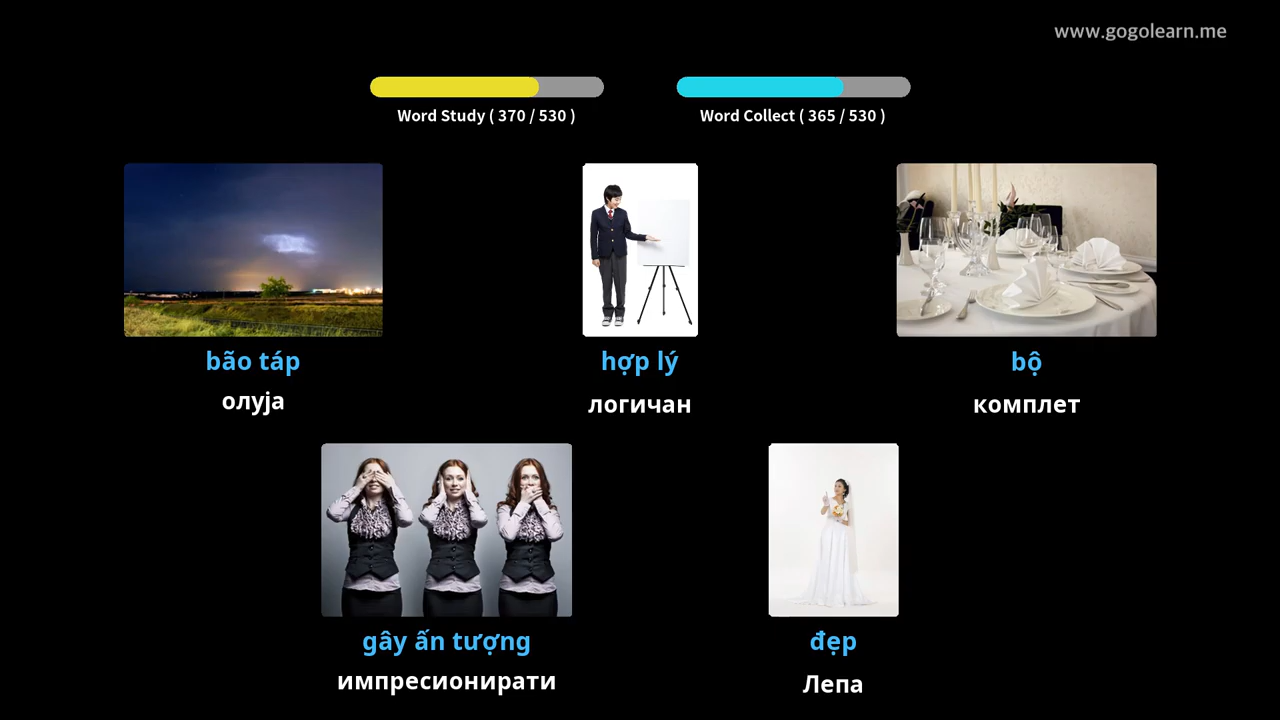 www.gogolearn.me
Word Study ( 370 / 530 )
Word Collect ( 365 / 530 )
bão táp
олуја
hợp lý
логичан
bộ
комплет
gây ấn tượng
импресионирати
đẹp
Лепа